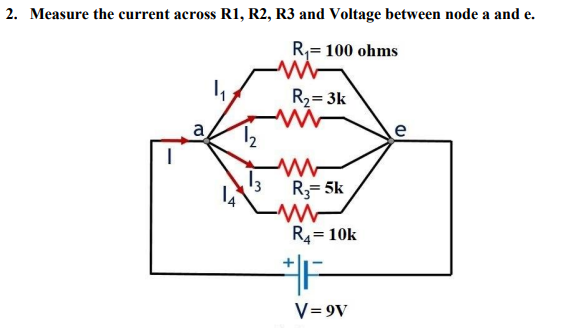 2. Measure the current across R1, R2, R3 and Voltage between node a and e.
R₁= 100 ohms
I₁
R₂= 3k
a
I₂
e
I
I₃
R₃= 5k
I₄
R₄= 10k
+ −
V= 9V